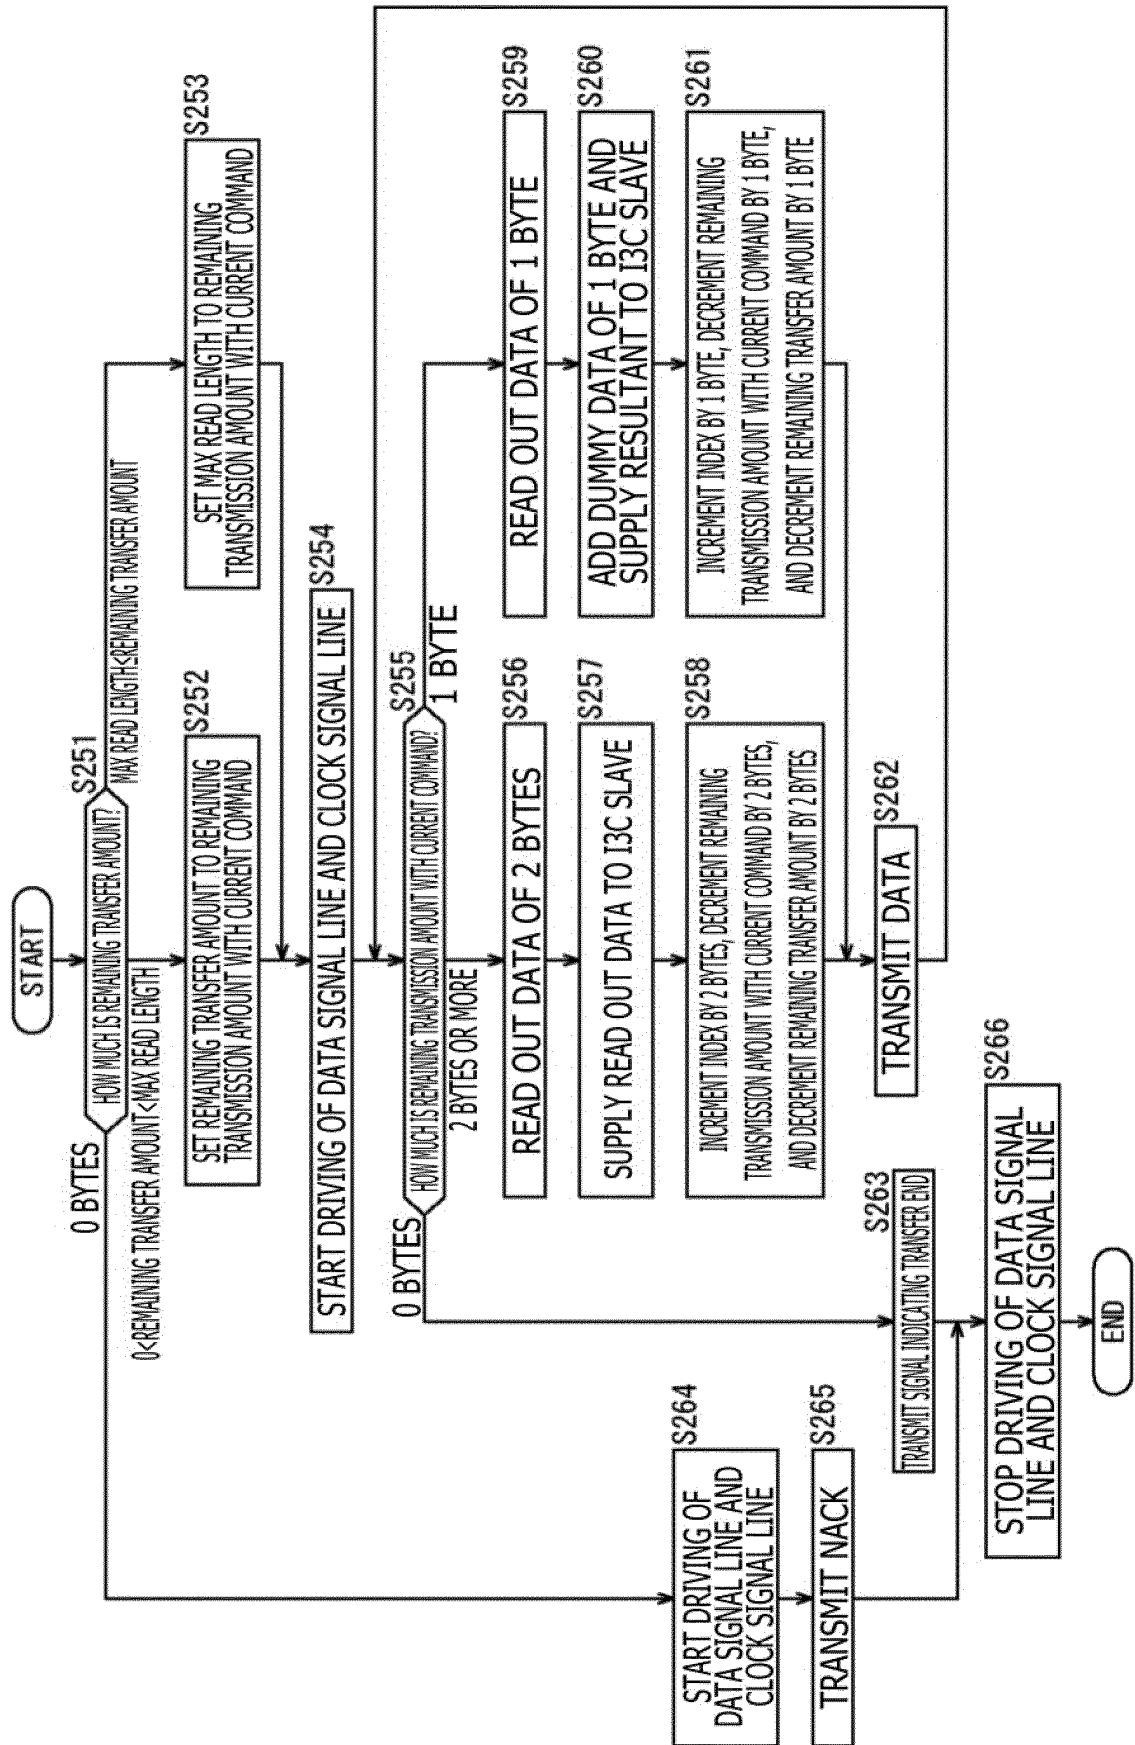 START
S251
HOW MUCH IS REMAINING TRANSFER AMOUNT?
0 BYTES
0<REMAINING TRANSFER AMOUNT<MAX READ LENGTH
MAX READ LENGTH≤REMAINING TRANSFER AMOUNT
S252
SET REMAINING TRANSFER AMOUNT TO REMAINING
TRANSMISSION AMOUNT WITH CURRENT COMMAND
S253
SET MAX READ LENGTH TO REMAINING
TRANSMISSION AMOUNT WITH CURRENT COMMAND
S254
START DRIVING OF DATA SIGNAL LINE AND CLOCK SIGNAL LINE
S255
HOW MUCH IS REMAINING TRANSMISSION AMOUNT WITH CURRENT COMMAND?
0 BYTES
2 BYTES OR MORE
1 BYTE
S256
READ OUT DATA OF 2 BYTES
S257
SUPPLY READ OUT DATA TO I3C SLAVE
S258
INCREMENT INDEX BY 2 BYTES, DECREMENT REMAINING
TRANSMISSION AMOUNT WITH CURRENT COMMAND BY 2 BYTES,
AND DECREMENT REMAINING TRANSFER AMOUNT BY 2 BYTES
S259
READ OUT DATA OF 1 BYTE
S260
ADD DUMMY DATA OF 1 BYTE AND
SUPPLY RESULTANT TO I3C SLAVE
S261
INCREMENT INDEX BY 1 BYTE, DECREMENT REMAINING
TRANSMISSION AMOUNT WITH CURRENT COMMAND BY 1 BYTE,
AND DECREMENT REMAINING TRANSFER AMOUNT BY 1 BYTE
S262
TRANSMIT DATA
S263
TRANSMIT SIGNAL INDICATING TRANSFER END
S264
START DRIVING OF
DATA SIGNAL LINE AND
CLOCK SIGNAL LINE
S265
TRANSMIT NACK
S266
STOP DRIVING OF DATA SIGNAL
LINE AND CLOCK SIGNAL LINE
END